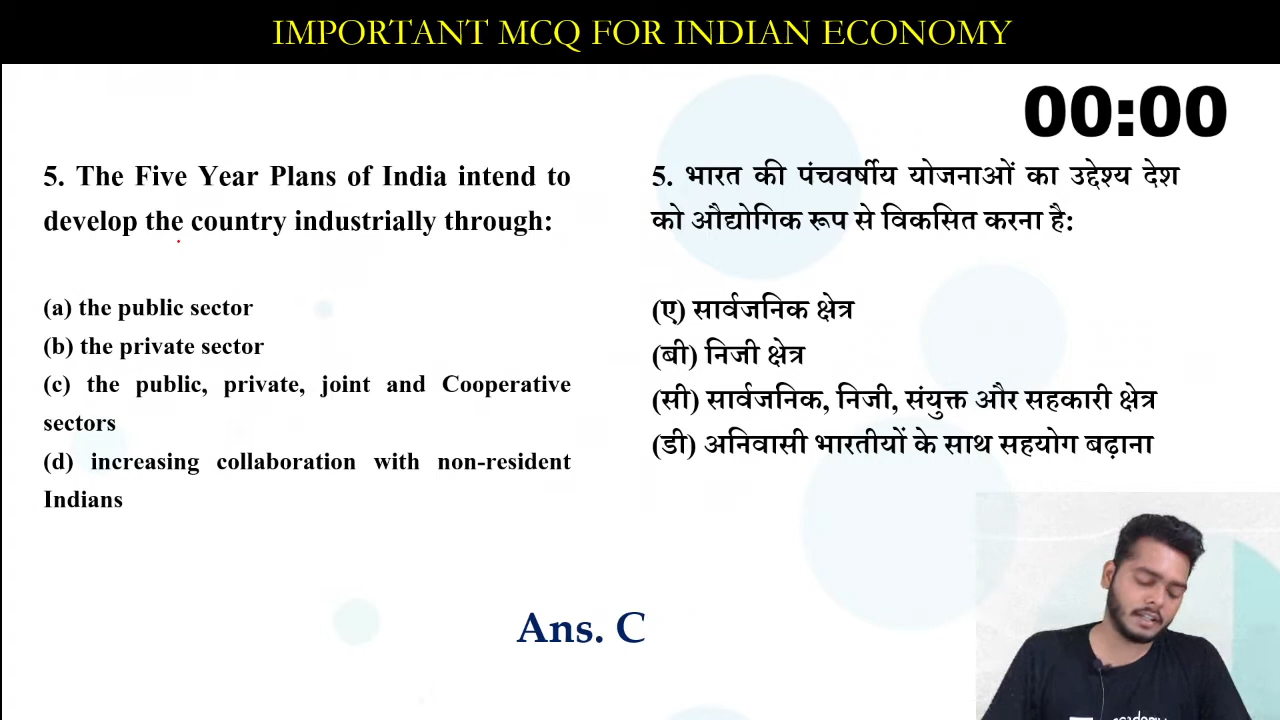 IMPORTANT MCQ FOR INDIAN ECONOMY
00:00
5. The Five Year Plans of India intend to
develop the country industrially through:
(a) the public sector
(b) the private sector
(c) the public, private, joint and Cooperative
sectors
(d) increasing collaboration with non-resident
Indians
5. भारत की पंचवर्षीय योजनाओं का उद्देश्य देश
को औद्योगिक रूप से विकसित करना है:
(ए) सार्वजनिक क्षेत्र
(बी) निजी क्षेत्र
(सी) सार्वजनिक, निजी, संयुक्त और सहकारी क्षेत्र
(डी) अनिवासी भारतीयों के साथ सहयोग बढ़ाना
Ans. C